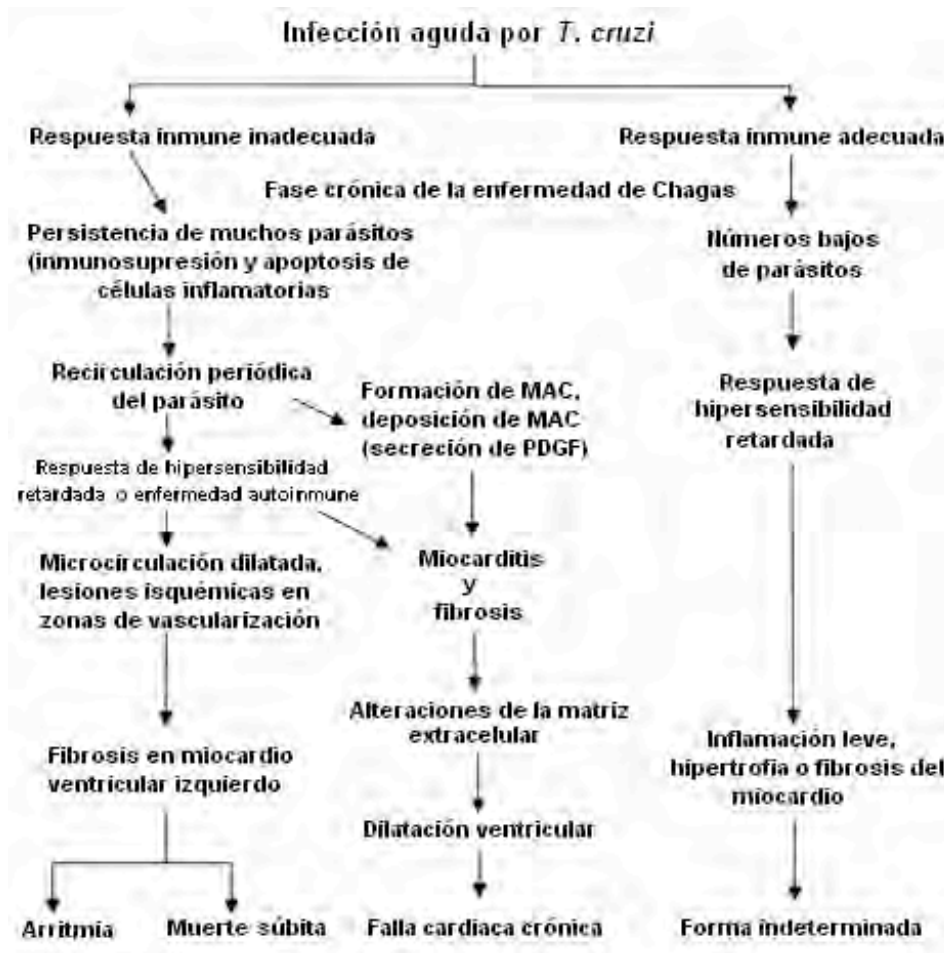 Infección aguda por T. cruzi
Respuesta inmune inadecuada
Respuesta inmune adecuada
Fase crónica de la enfermedad de Chagas
Persistencia de muchos parásitos
(inmunosupresión y apoptosis de
células inflamatorias
Números bajos
de parásitos
Recirculación periódica
del parásito
Formación de MAC,
deposición de MAC
(secreción de PDGF)
Respuesta de
hipersensibilidad
retardada
Respuesta de hipersensibilidad
retardada o enfermedad autoinmune
Microcirculación dilatada,
lesiones isquémicas en
zonas de vascularización
Miocarditis
y
fibrosis
Alteraciones de la matriz
extracelular
Fibrosis en miocardio
ventricular izquierdo
Inflamación leve,
hipertrofia o fibrosis del
miocardio
Dilatación ventricular
Arritmia
Muerte súbita
Falla cardiaca crónica
Forma indeterminada